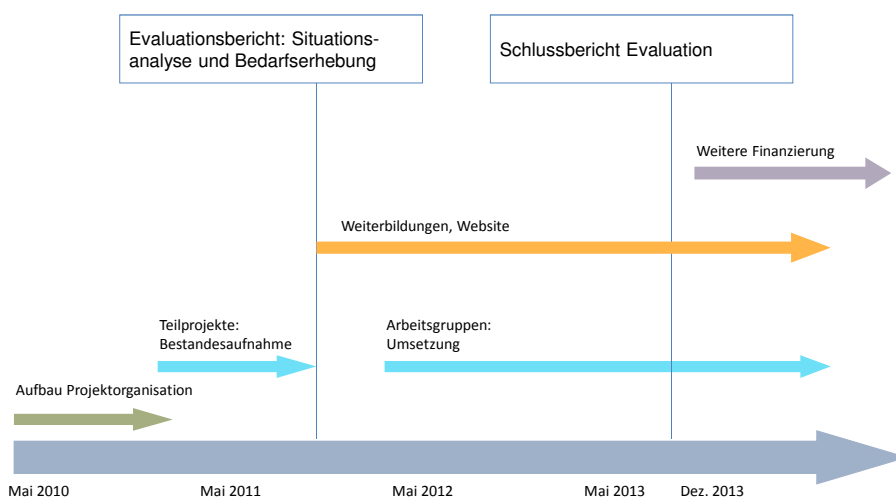 Evaluationsbericht: Situations-
analyse und Bedarfserhebung
Schlussbericht Evaluation
Weitere Finanzierung
Weiterbildungen, Website
Teilprojekte:
Bestandesaufnahme
Arbeitsgruppen:
Umsetzung
Aufbau Projektorganisation
Mai 2010
Mai 2011
Mai 2012
Mai 2013
Dez. 2013